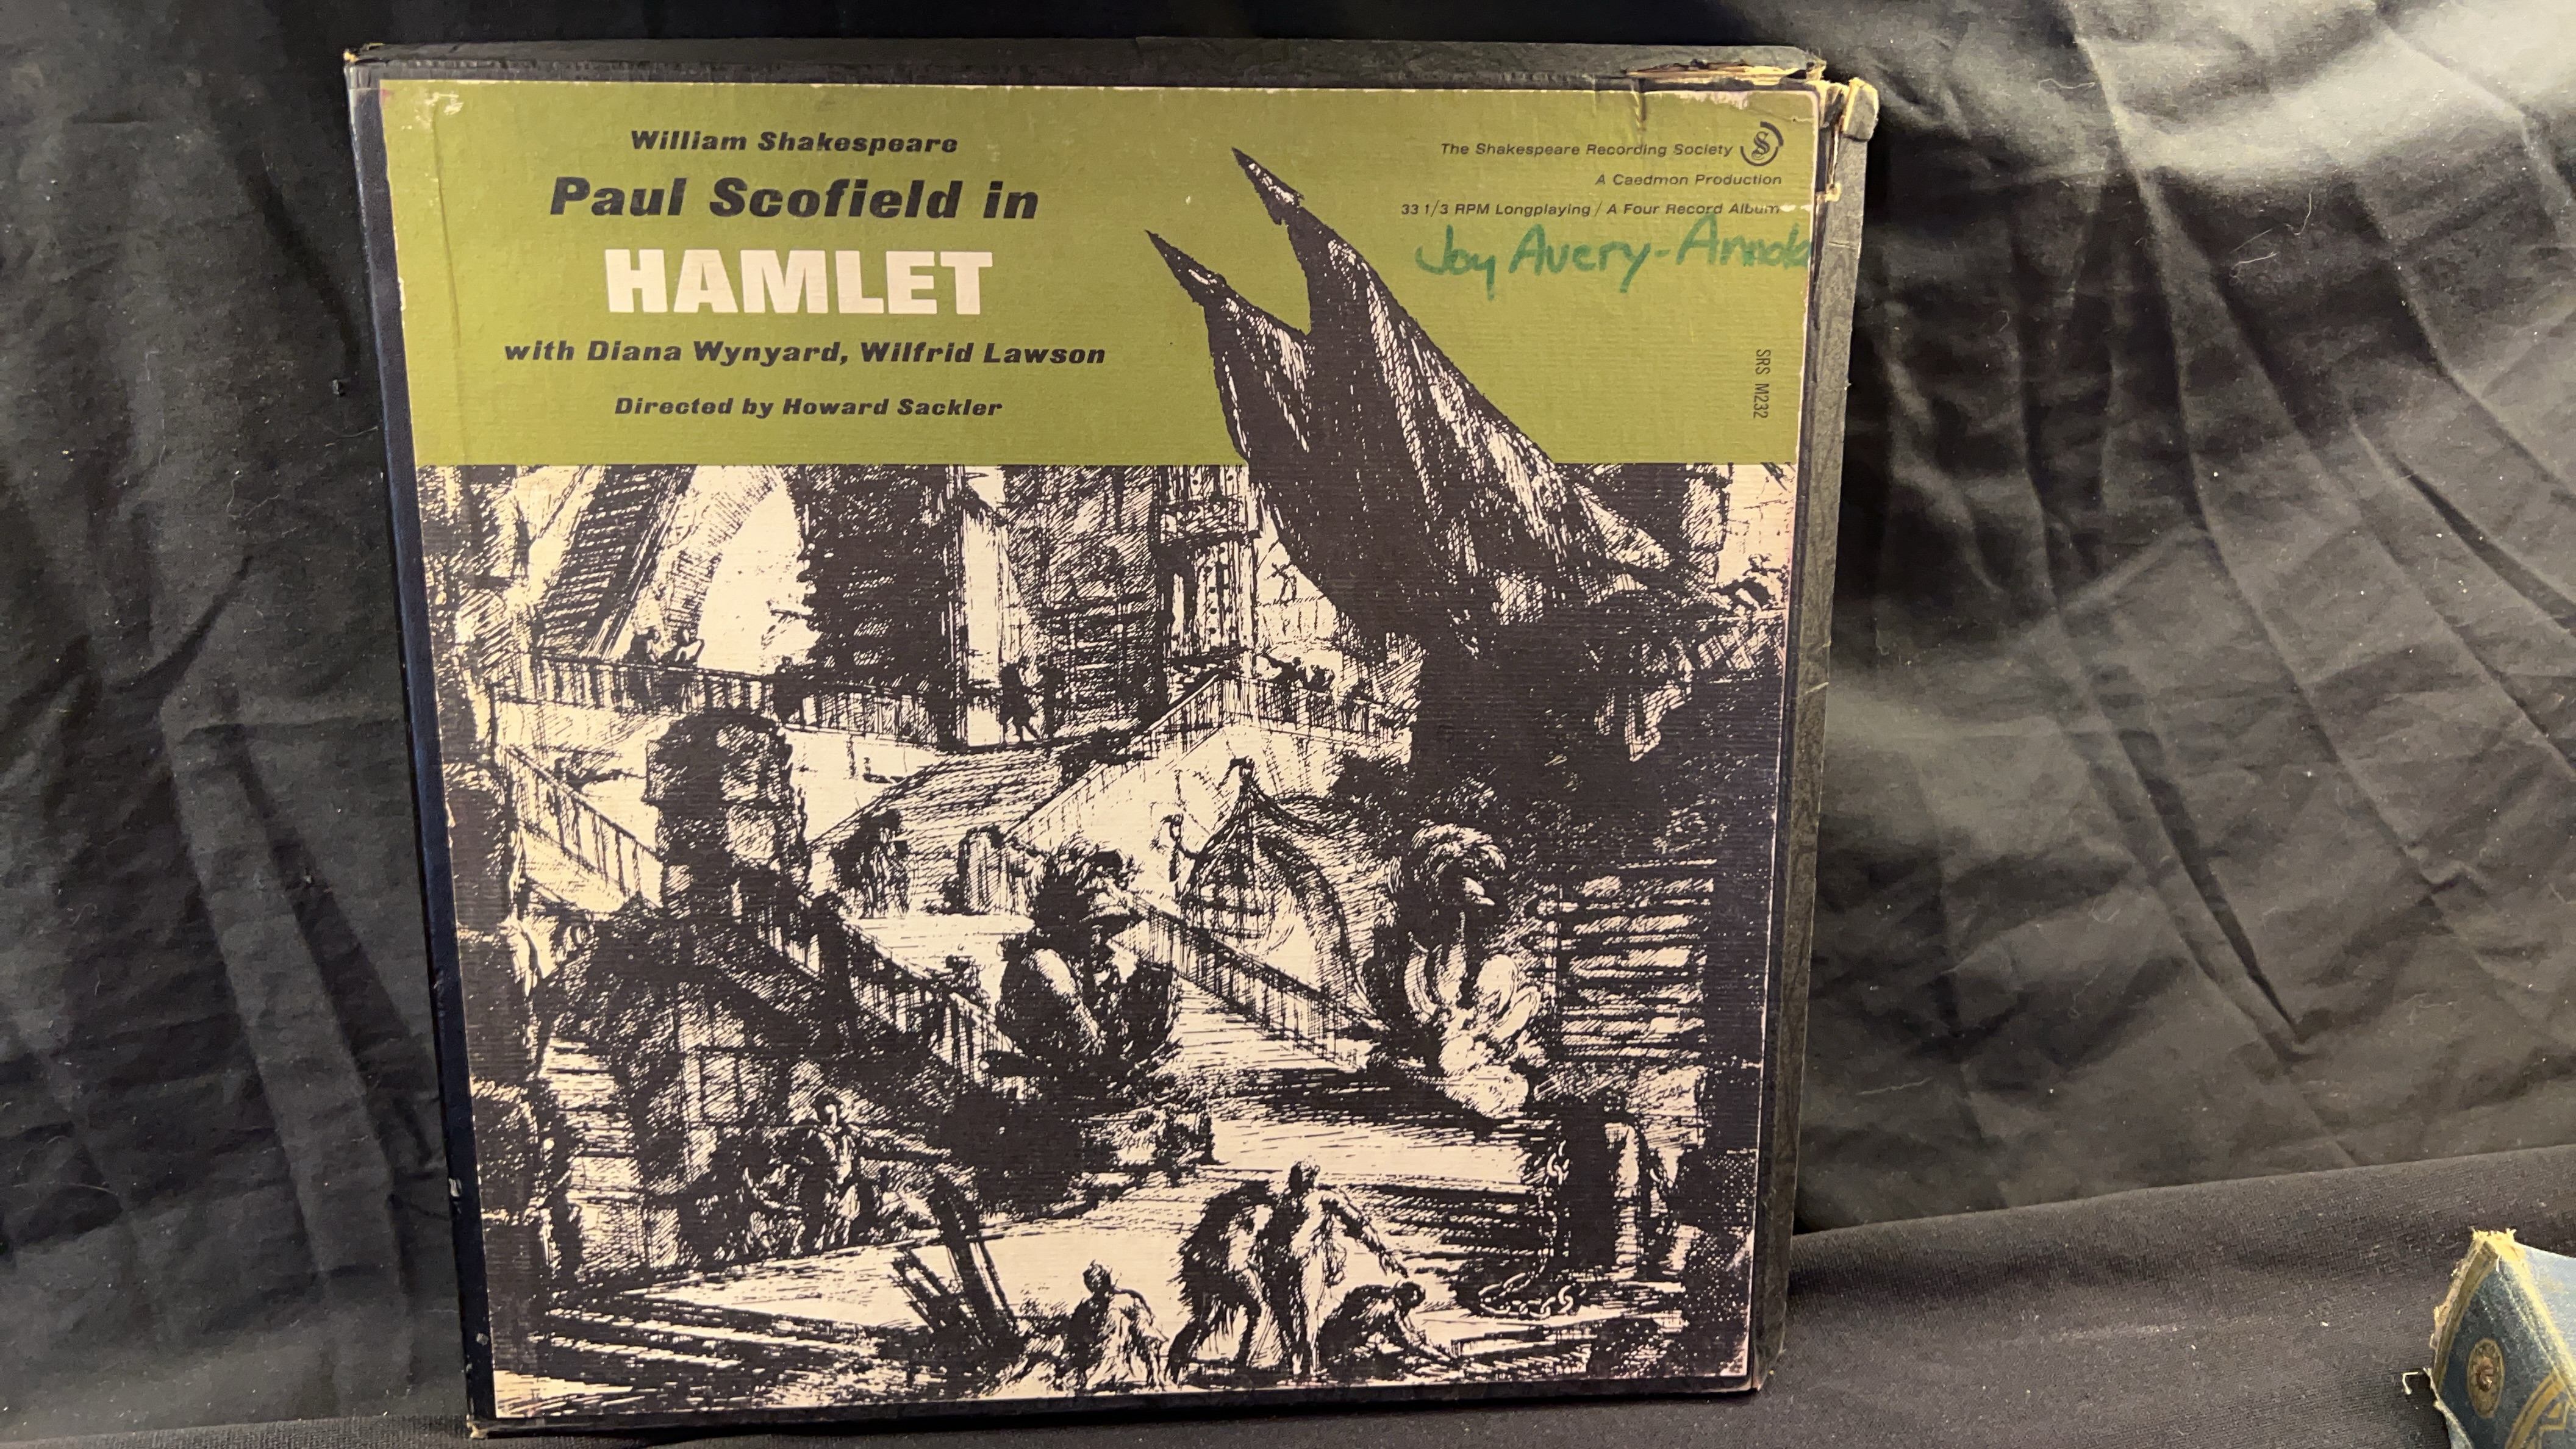 William Shakespeare
Paul Scofield in
HAMLET
with Diana Wynyard, Wilfrid Lawson
Directed by Howard Sackler
The Shakespeare Recording Society
A Caedmon Production
33 1/3 RPM Longplaying / A Four Record Album
Joy Avery-Arnold
SRS M232